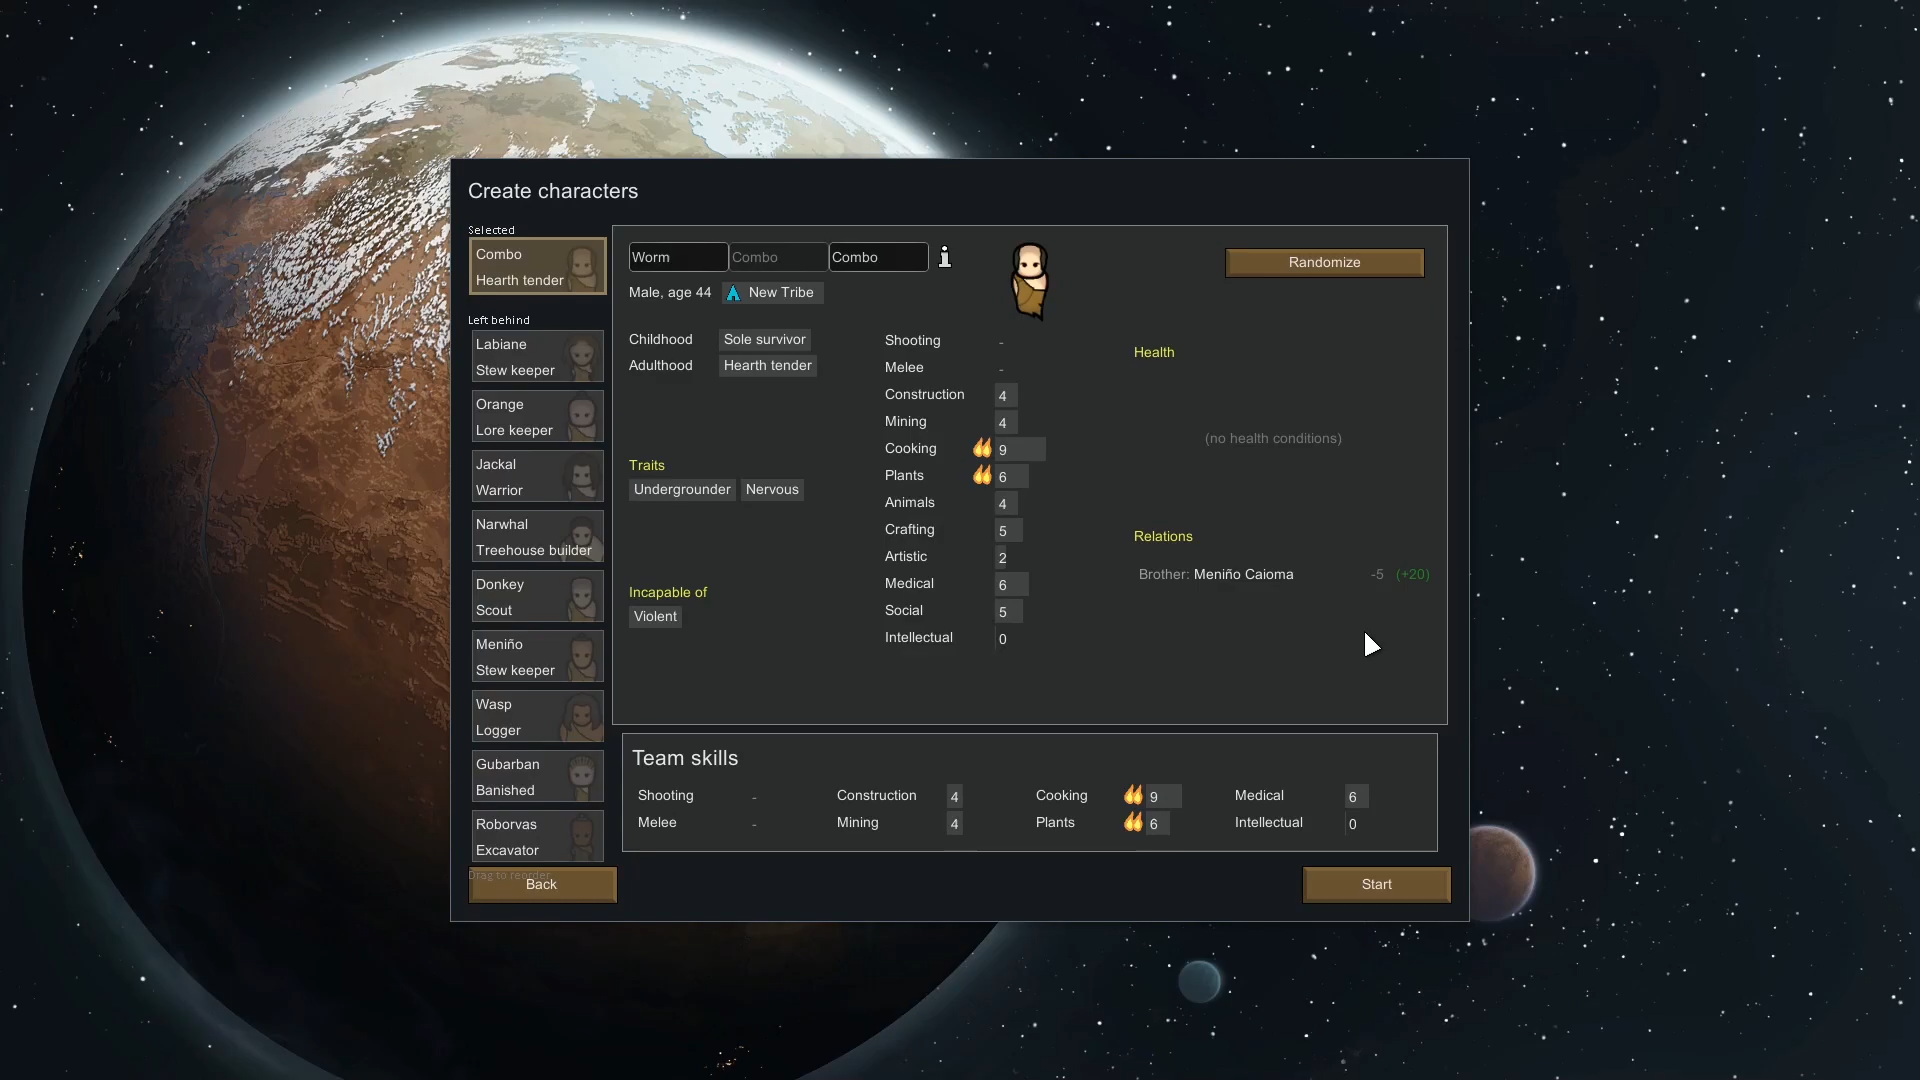 Create characters
Selected
Combo
Hearth tender
Left behind
Labiane
Stew keeper
Orange
Lore keeper
Jackal
Warrior
Narwhal
Treehouse builder
Donkey
Scout
Meniño
Stew keeper
Wasp
Logger
Gubarban
Banished
Roborvas
Excavator
Drag to reorder
Back
Worm Combo Combo
Randomize
Male, age 44 New Tribe
Childhood Sole survivor
Adulthood Hearth tender
Traits
Undergrounder Nervous
Incapable of
Violent
Shooting -
Melee -
Construction 4
Mining 4
Cooking 9
Plants 6
Animals 4
Crafting 5
Artistic 2
Medical 6
Social 5
Intellectual 0
Health
(no health conditions)
Relations
Brother: Meniño Caioma -5 (+20)
Team skills
Shooting - Construction 4 Cooking 9 Medical 6
Melee - Mining 4 Plants 6 Intellectual 0
Start